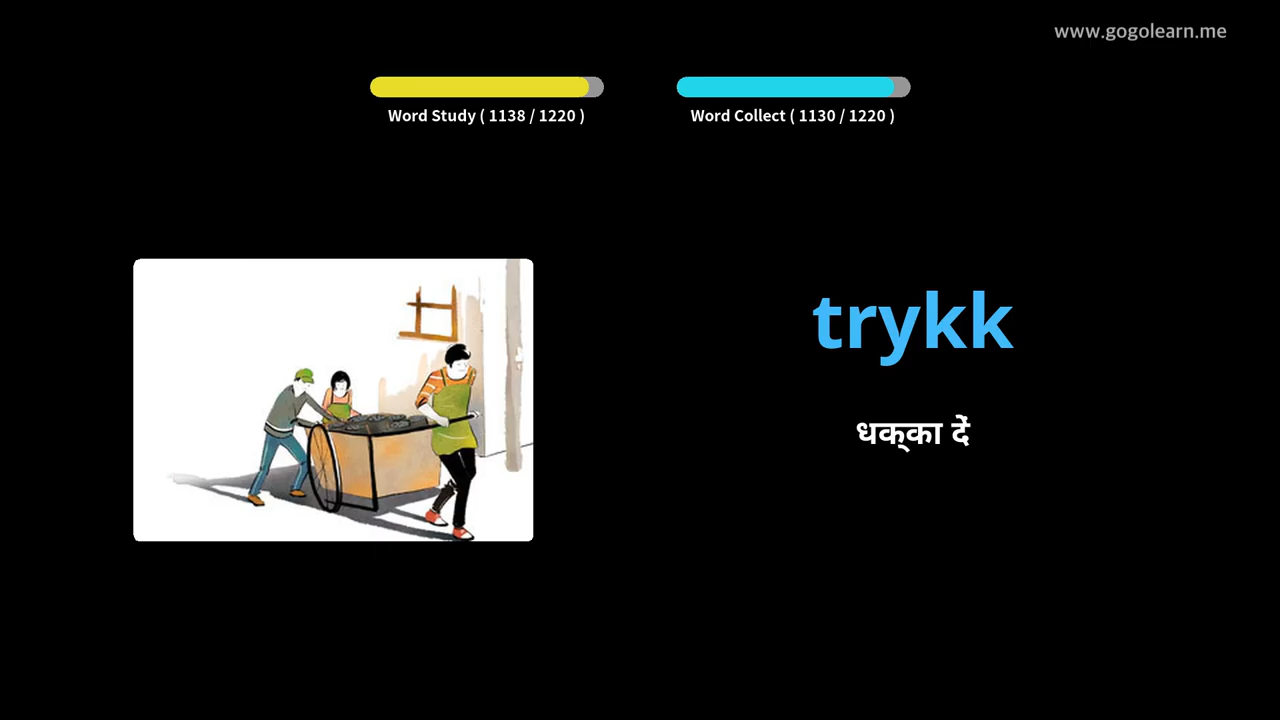 www.gogolearn.me
Word Study ( 1138 / 1220 )
Word Collect ( 1130 / 1220 )
trykk
धक्‍का दें